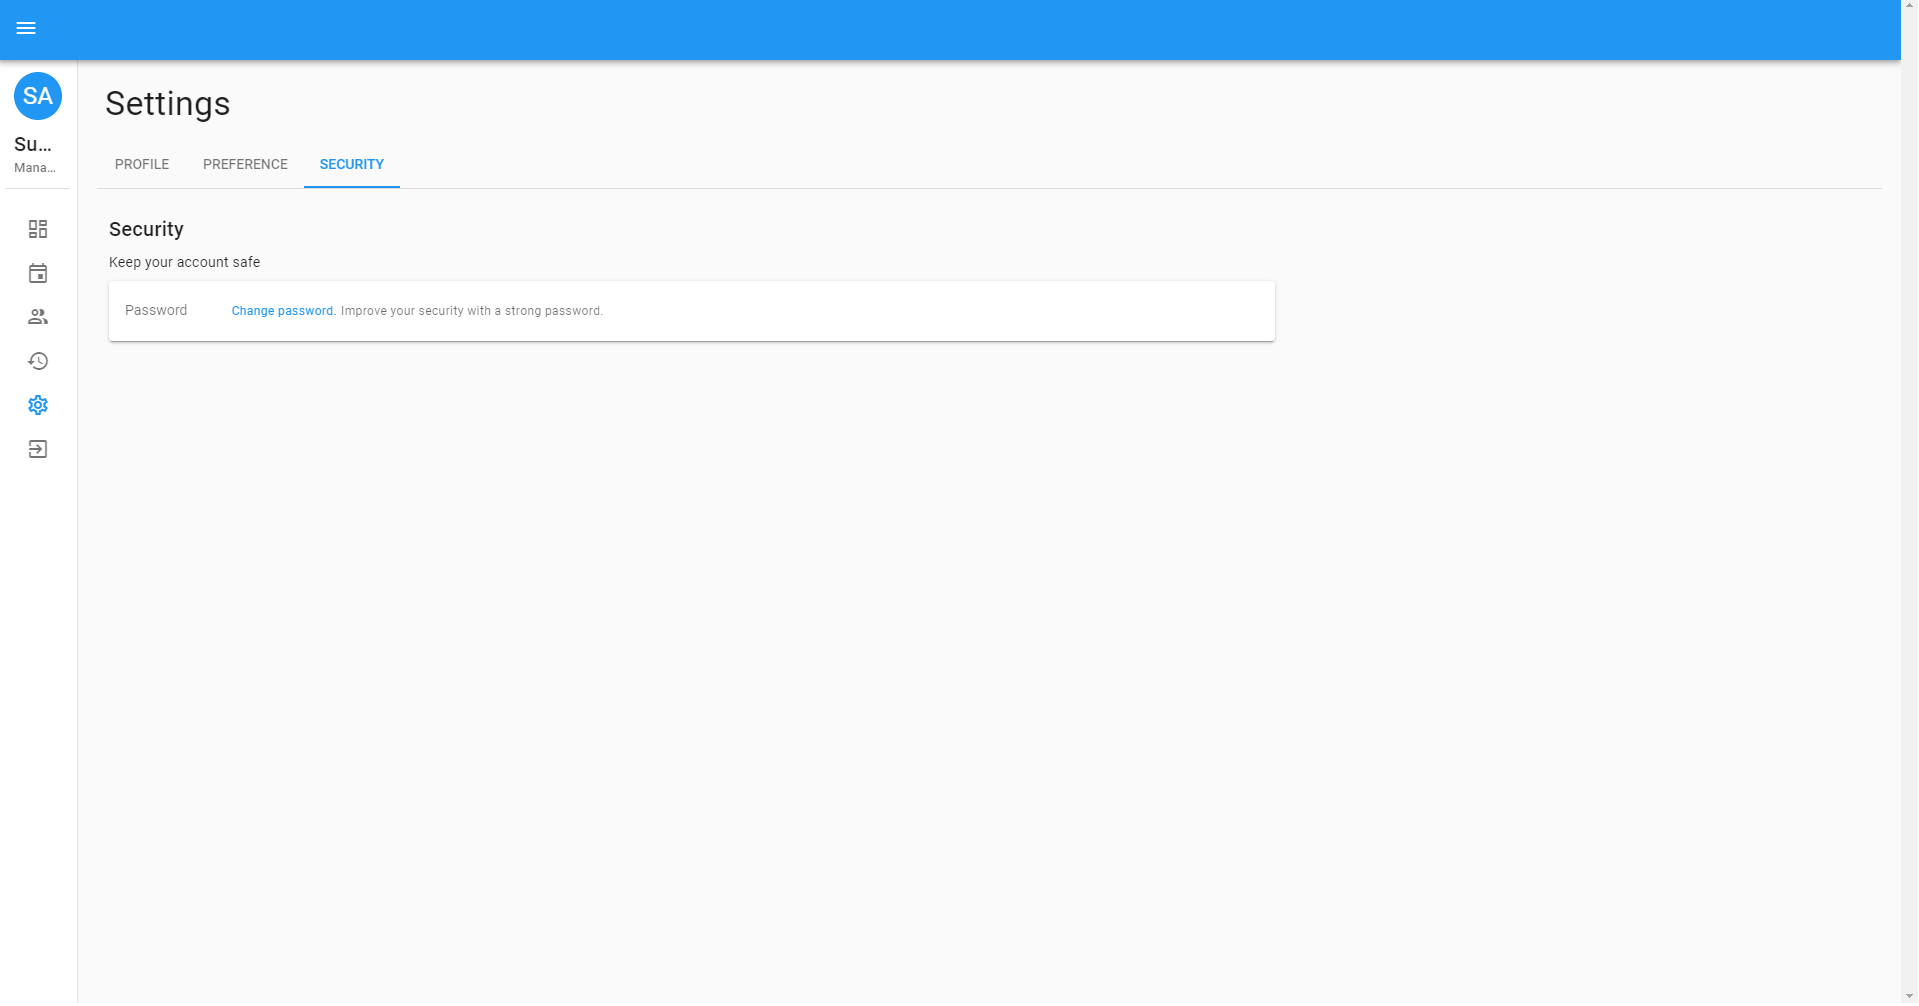 SA
Su...
Mana...
Settings
PROFILE PREFERENCE SECURITY
Security
Keep your account safe
Password Change password. Improve your security with a strong password.